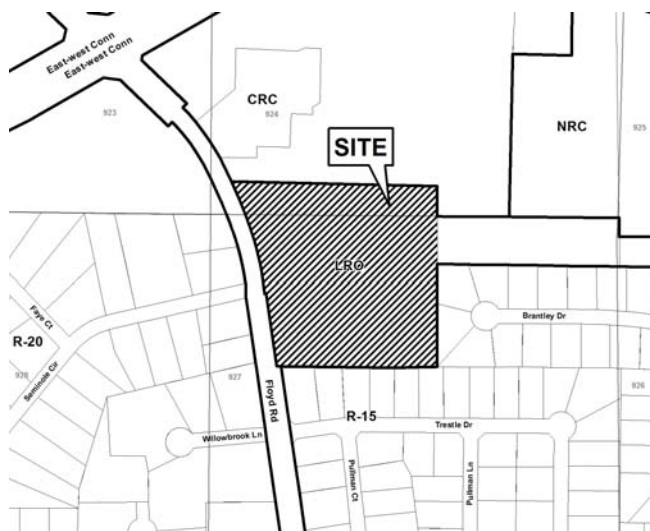 East-west Conn
East-west Conn
923
CRC
924
SITE
NRC
925
LRO
Brantley Dr
Faye Ct
R-20
928
Seminole Cir
927
Floyd Rd
926
R-15
Willowbrook Ln
Trestle Dr
Pullman Ct
Pullman Ln